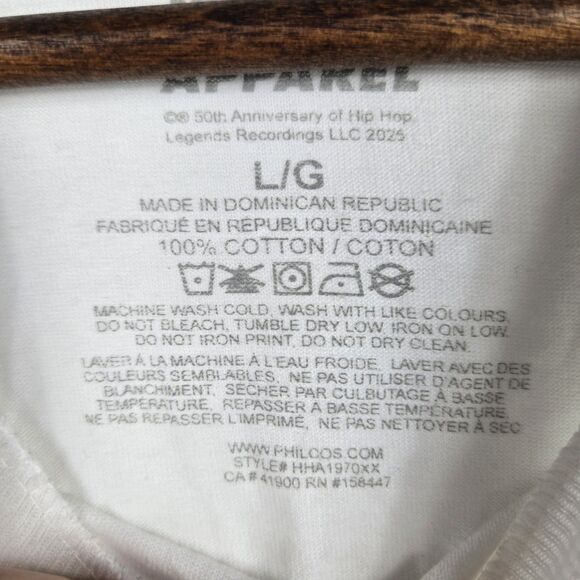 APPAREL
©® 50th Anniversary of Hip Hop
Legends Recordings LLC 2025
L/G
MADE IN DOMINICAN REPUBLIC
FABRIQUÉ EN RÉPUBLIQUE DOMINICAINE
100% COTTON / COTON
MACHINE WASH COLD, WASH WITH LIKE COLOURS,
DO NOT BLEACH, TUMBLE DRY LOW, IRON ON LOW.
DO NOT IRON PRINT, DO NOT DRY CLEAN.
LAVER À LA MACHINE À L'EAU FROIDE, LAVER AVEC DES
COULEURS SEMBLABLES, NE PAS UTILISER D'AGENT DE
BLANCHIMENT, SÉCHER PAR CULBUTAGE À BASSE
TEMPÉRATURE, REPASSER À BASSE TEMPÉRATURE,
NE PAS REPASSER L'IMPRIMÉ, NE PAS NETTOYER À SEC
WWW.PHILCOS.COM
STYLE# HHA1970XX
CA # 41900 RN #158447